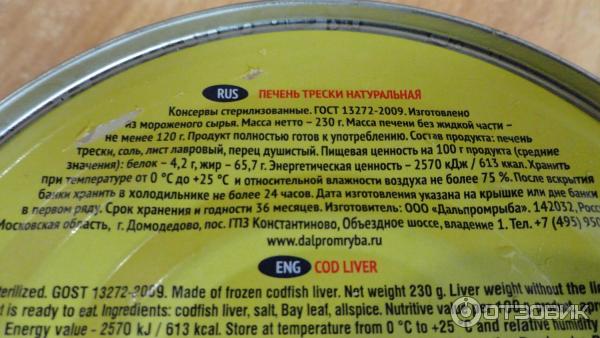 RUS ПЕЧЕНЬ ТРЕСКИ НАТУРАЛЬНАЯ
Консервы стерилизованные. ГОСТ 13272-2009. Изготовлено
из мороженого сырья. Масса нетто – 230 г. Масса печени без жидкой части –
не менее 120 г. Продукт полностью готов к употреблению. Состав продукта: печень
трески, соль, лист лавровый, перец душистый. Пищевая ценность на 100 г продукта (средние
значения): белок – 4,2 г, жир – 65,7 г. Энергетическая ценность – 2570 кДж / 613 ккал. Хранить
при температуре от 0 °С до +25 °С и относительной влажности воздуха не более 75 %. После вскрытия
банки хранить в холодильнике не более 24 часов. Дата изготовления указана на крышке или дне банки
в первом ряду. Срок хранения и годности 36 месяцев. Изготовитель: ООО «Дальпромрыба». 142032, Рос
Московская область, г. Домодедово, пос. ГПЗ Константиново, Объездное шоссе, владение 1. Тел. +7 (495) 950
www.dalpromryba.ru
ENG COD LIVER
erilized. GOST 13272-2009. Made of frozen codfish liver. Net weight 230 g. Liver weight without the li
t is ready to eat. Ingredients: codfish liver, salt, Bay leaf, allspice. Nutritive value 100g
Energy value - 2570 kJ / 613 kcal. Store at temperature from 0 °C to +25 °C and relative humidity
ОТЗОВИК